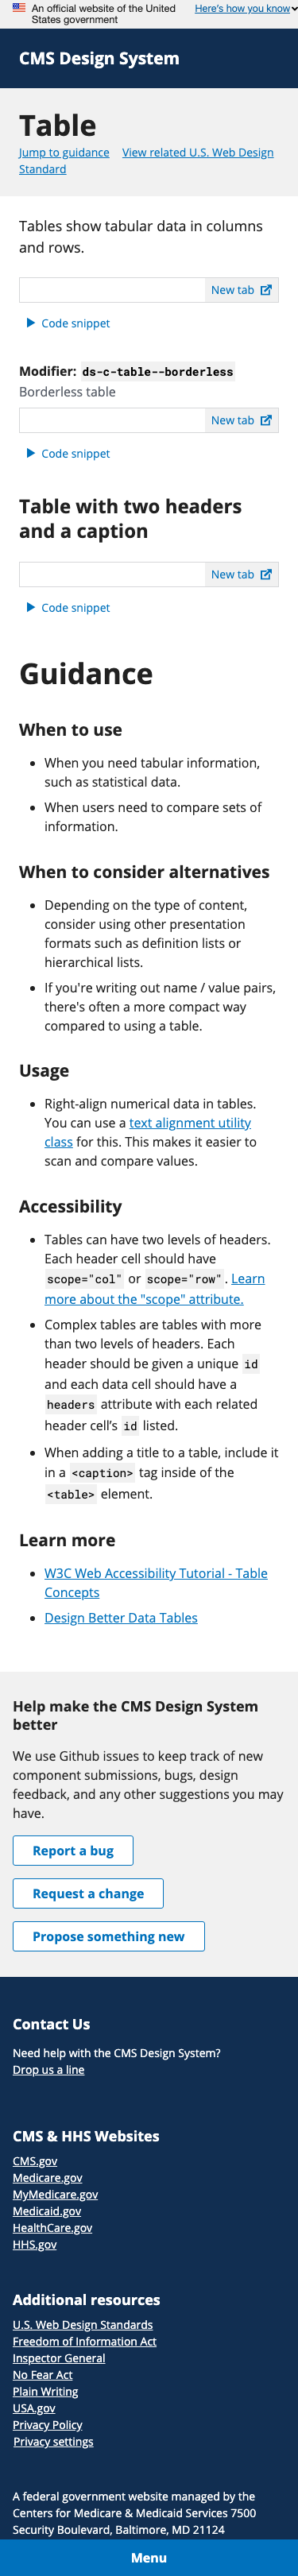 An official website of the United States government
Here's how you know
CMS Design System
Table
Jump to guidance View related U.S. Web Design
Standard
Tables show tabular data in columns
and rows.
New tab
Code snippet
Modifier: ds-c-table--borderless
Borderless table
New tab
Code snippet
Table with two headers
and a caption
New tab
Code snippet
Guidance
When to use
When you need tabular information,
such as statistical data.
When users need to compare sets of
information.
When to consider alternatives
Depending on the type of content,
consider using other presentation
formats such as definition lists or
hierarchical lists.
If you're writing out name / value pairs,
there's often a more compact way
compared to using a table.
Usage
Right-align numerical data in tables.
You can use a text alignment utility
class for this. This makes it easier to
scan and compare values.
Accessibility
Tables can have two levels of headers.
Each header cell should have
scope="col" or scope="row". Learn
more about the "scope" attribute.
Complex tables are tables with more
than two levels of headers. Each
header should be given a unique id
and each data cell should have a
headers attribute with each related
header cell’s id listed.
When adding a title to a table, include it
in a <caption> tag inside of the
<table> element.
Learn more
W3C Web Accessibility Tutorial - Table
Concepts
Design Better Data Tables
Help make the CMS Design System
better
We use Github issues to keep track of new
component submissions, bugs, design
feedback, and any other suggestions you may
have.
Report a bug
Request a change
Propose something new
Contact Us
Need help with the CMS Design System?
Drop us a line
CMS & HHS Websites
CMS.gov
Medicare.gov
MyMedicare.gov
Medicaid.gov
HealthCare.gov
HHS.gov
Additional resources
U.S. Web Design Standards
Freedom of Information Act
Inspector General
No Fear Act
Plain Writing
USA.gov
Privacy Policy
Privacy settings
A federal government website managed by the
Centers for Medicare & Medicaid Services 7500
Security Boulevard, Baltimore, MD 21124
Menu